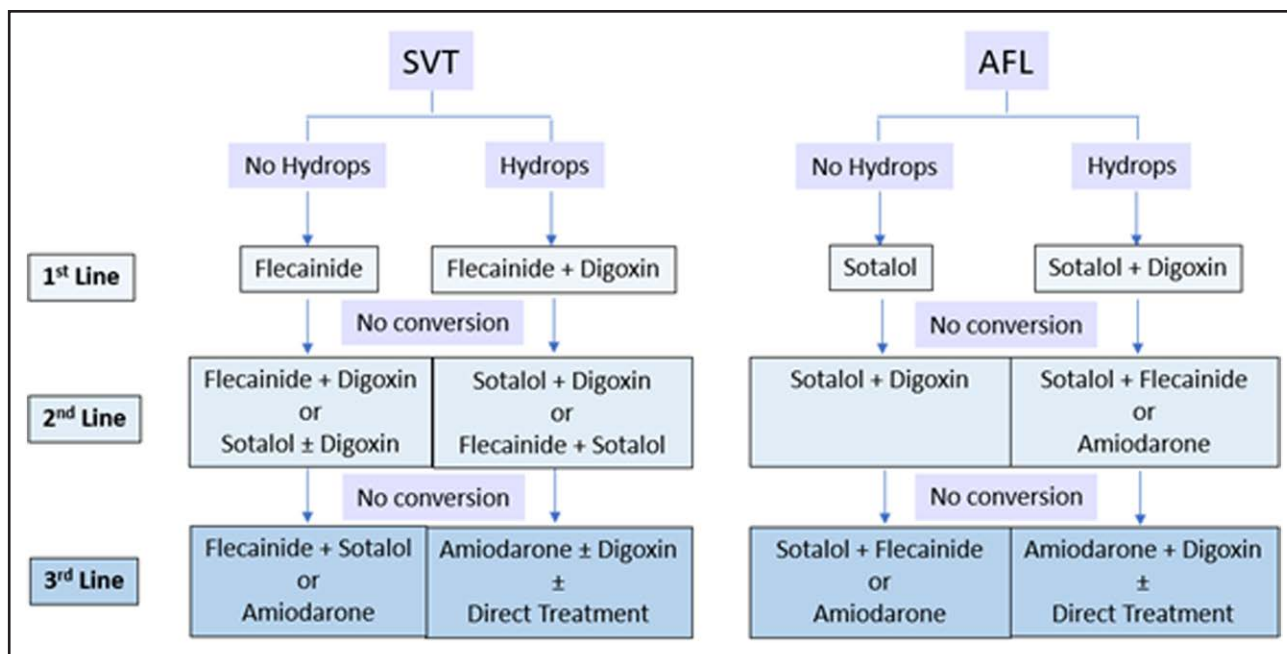 SVT
AFL
No Hydrops
Hydrops
No Hydrops
Hydrops
1st Line
Flecainide
Flecainide + Digoxin
Sotalol
Sotalol + Digoxin
No conversion
No conversion
2nd Line
Flecainide + Digoxin
or
Sotalol ± Digoxin
Sotalol + Digoxin
or
Flecainide + Sotalol
Sotalol + Digoxin
Sotalol + Flecainide
or
Amiodarone
No conversion
No conversion
3rd Line
Flecainide + Sotalol
or
Amiodarone
Amiodarone ± Digoxin
±
Direct Treatment
Sotalol + Flecainide
or
Amiodarone
Amiodarone + Digoxin
±
Direct Treatment